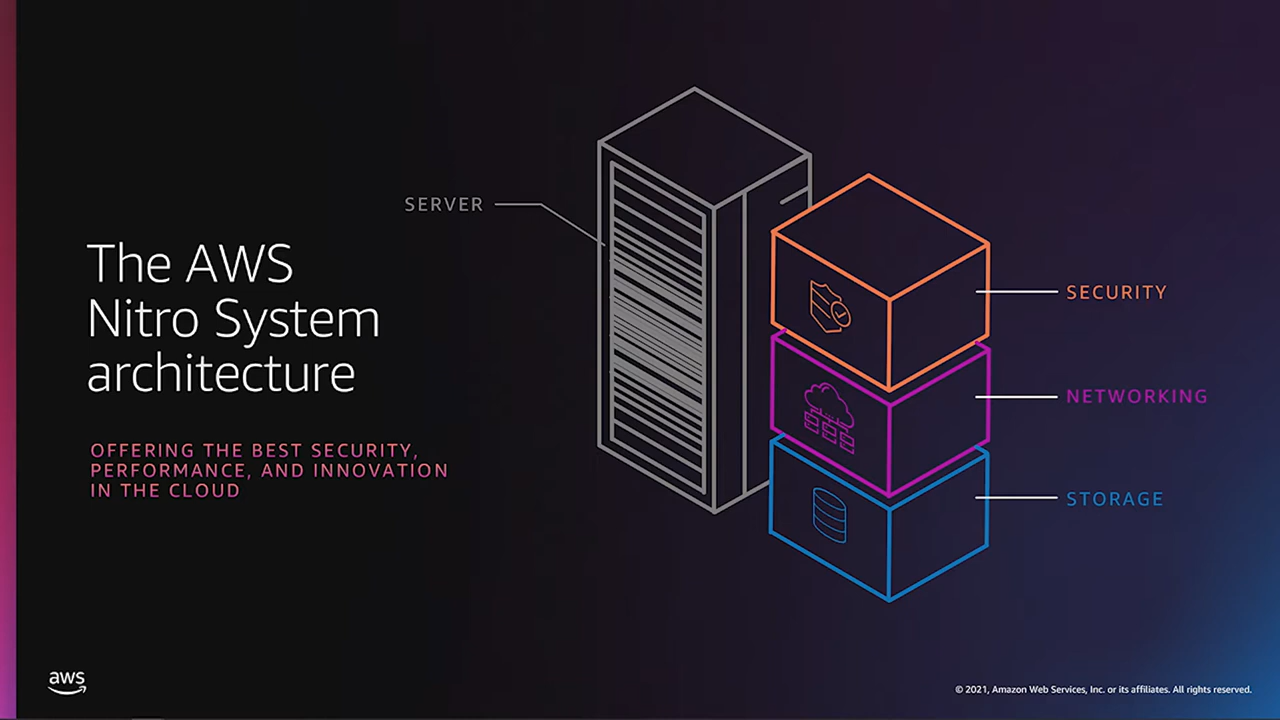 SERVER
The AWS
Nitro System
architecture
OFFERING THE BEST SECURITY,
PERFORMANCE, AND INNOVATION
IN THE CLOUD
SECURITY
NETWORKING
STORAGE
aws
© 2021, Amazon Web Services, Inc. or its affiliates. All rights reserved.